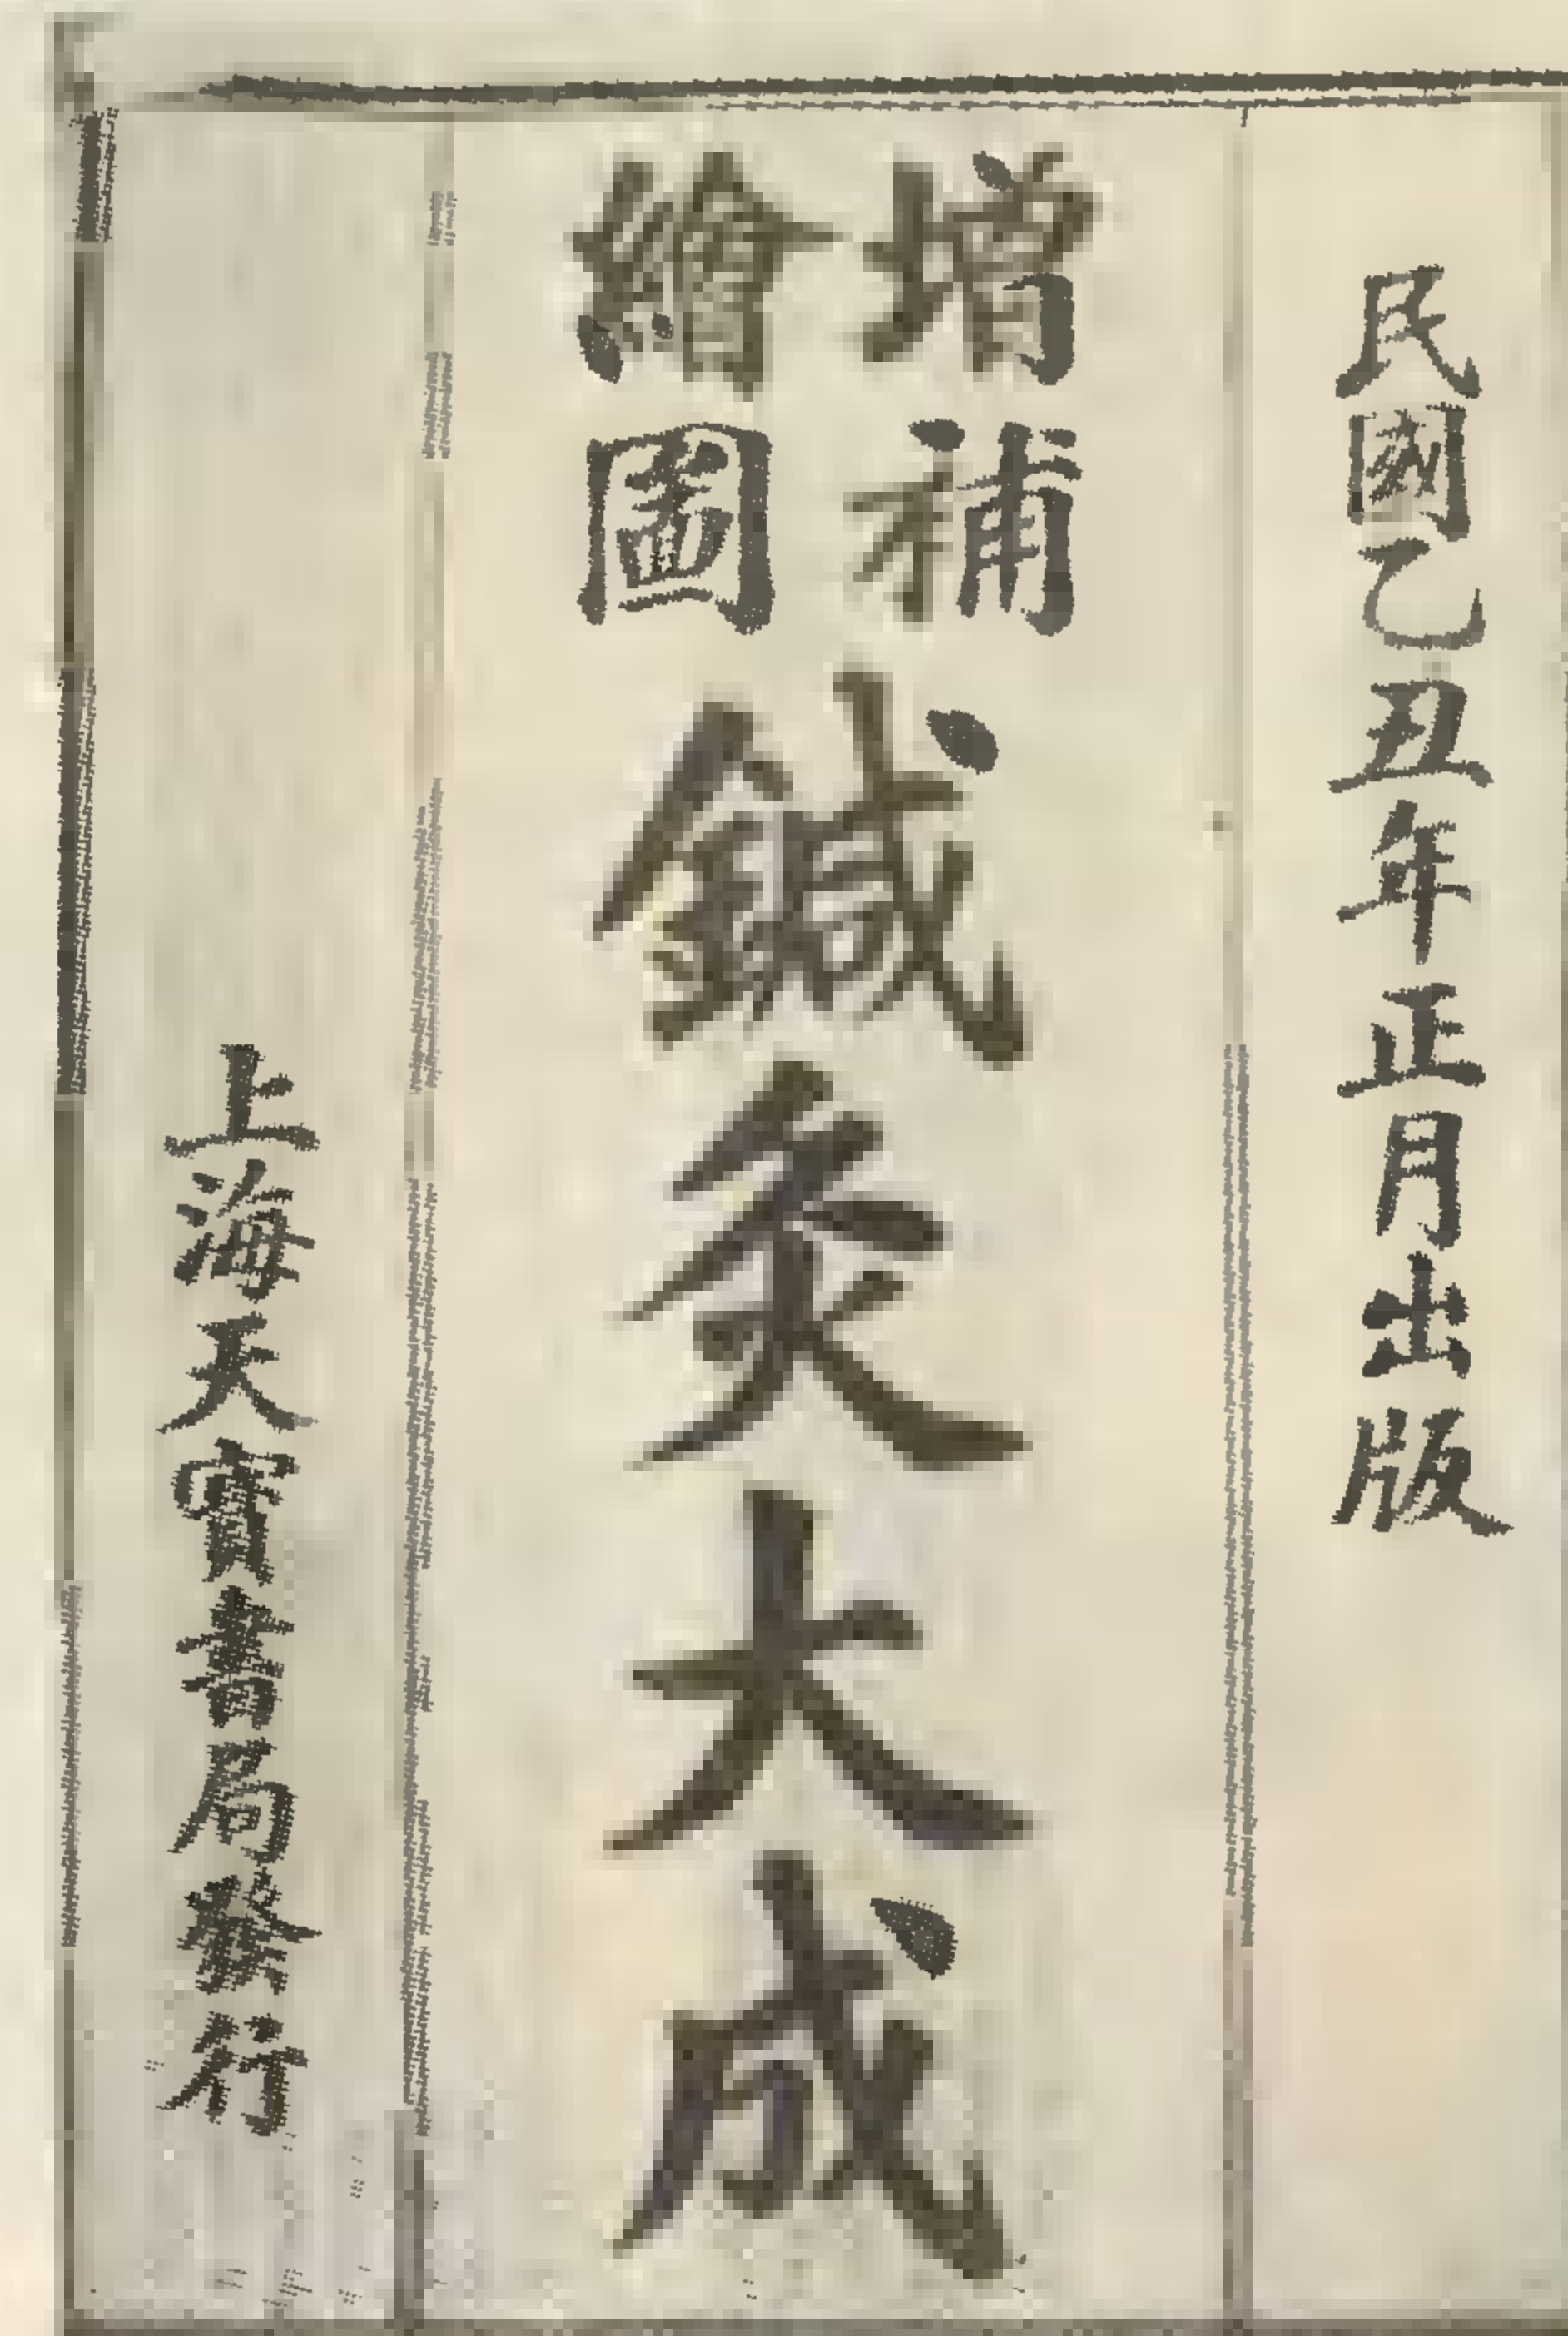 民國乙丑年正月出版
增補
繪圖
鍼灸大成
上海天寶書局發行